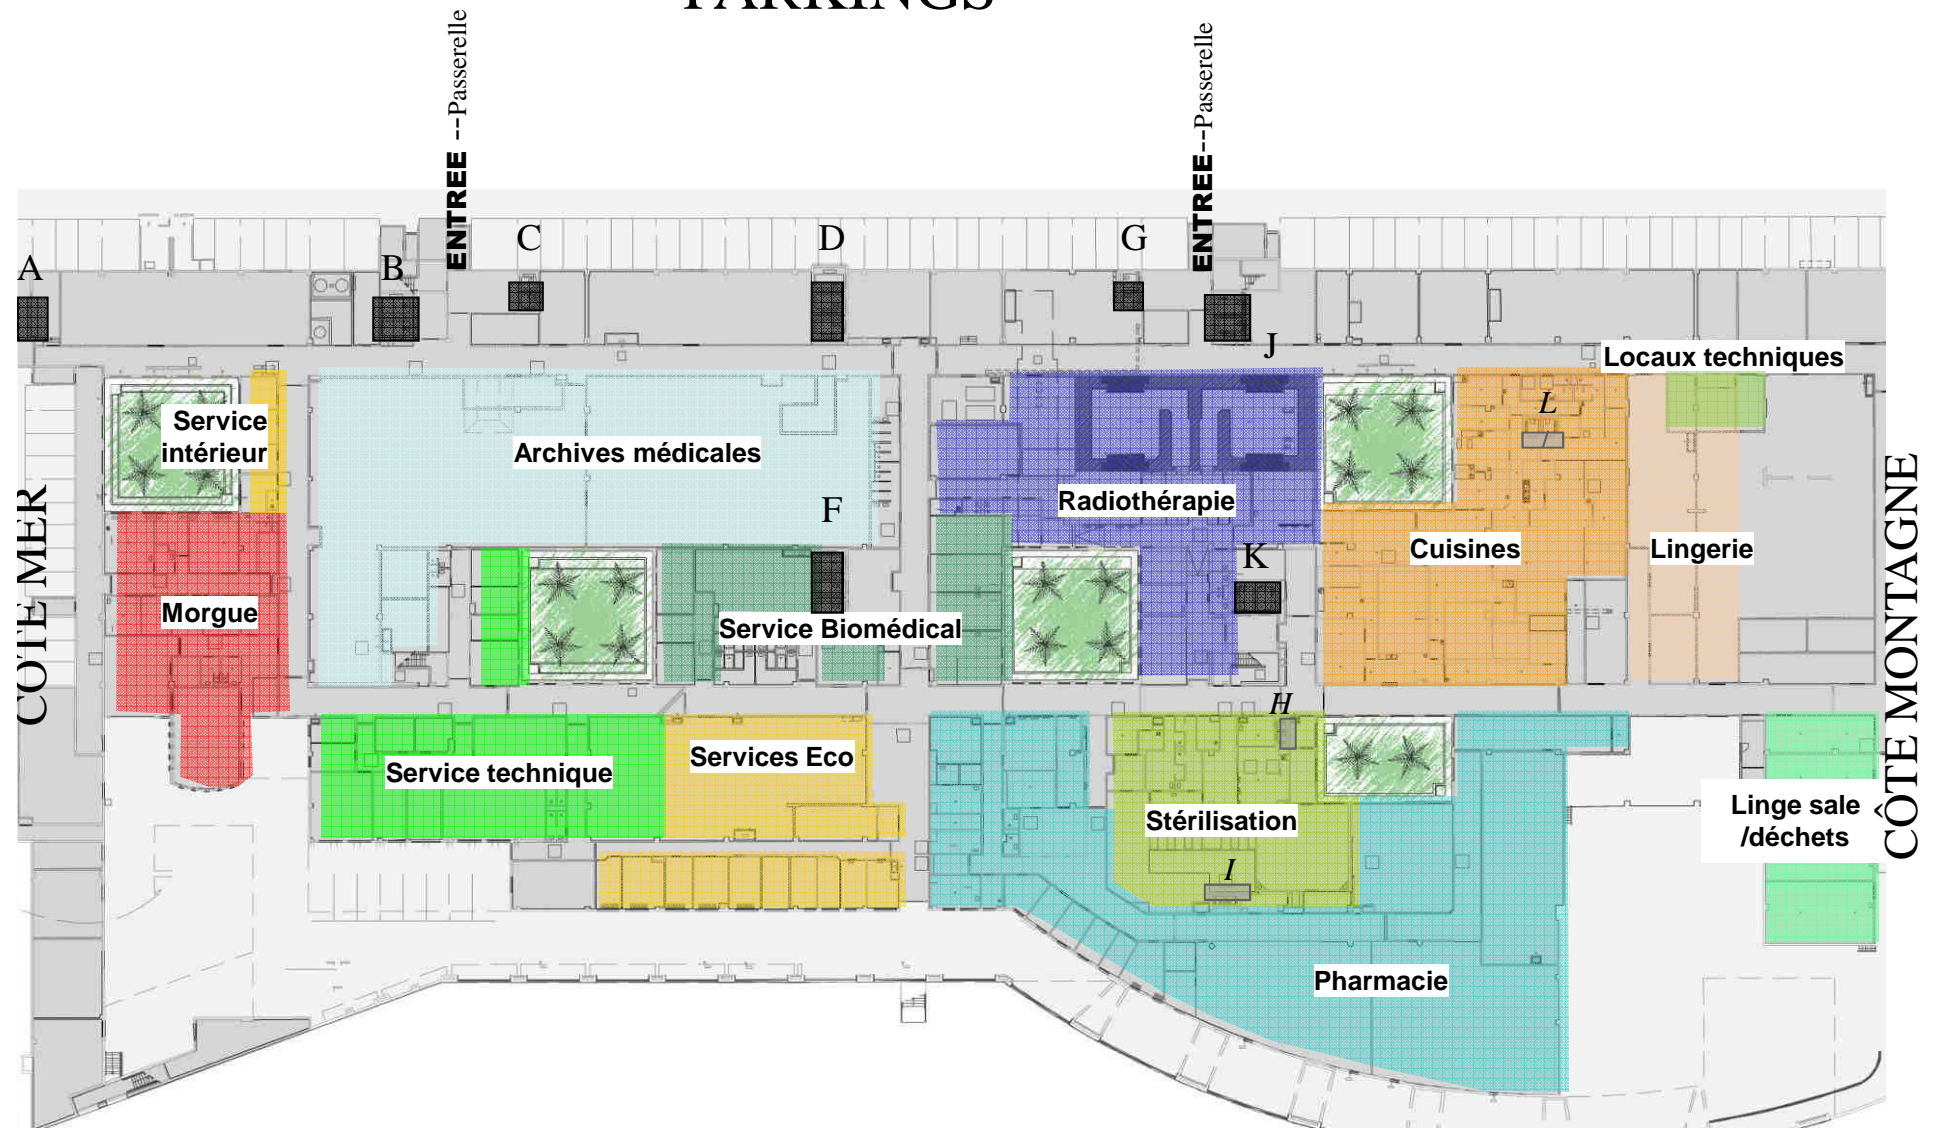 PARKINGS
ENTREE --Passerelle
ENTREE---Passerelle
A
B
C
D
G
J
Locaux techniques
Service
intérieur
L
Archives médicales
F
Radiothérapie
Cuisines
Lingerie
K
Morgue
Service Biomédical
CÔTE MER
CÔTE MONTAGNE
H
Services Eco
Service technique
Stérilisation
Linge sale
/déchets
I
Pharmacie